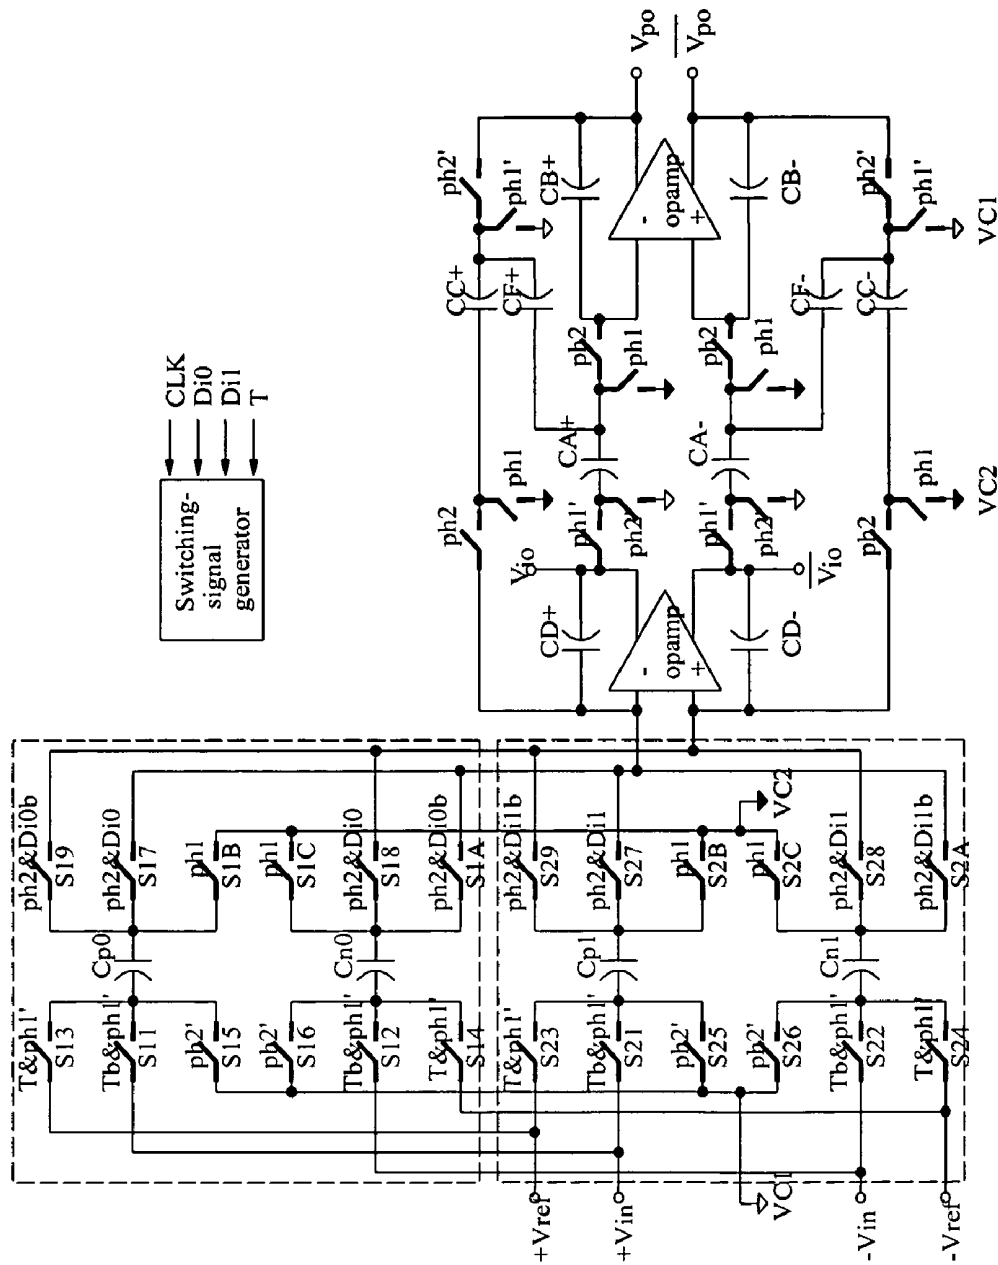 Vpo
Vpo
ph2'
ph1'
CB+
opamp
-
+
CB-
ph2'
ph1'
VC1
CC+
CF+
CF-
CC-
ph2
ph1
ph2
ph1
CA+
CA-
CLK
Di0
Di1
T
Switching-
signal
generator
ph2
ph1
ph1'
ph2'
ph1'
ph2'
ph2
ph1
VC2
Vio
Vio
CD+
opamp
-
+
CD-
ph2&Di0b
S19
ph2&Di0
S17
ph1
S1B
ph1
S1C
ph2&Di0
S18
ph2&Di0b
S1A
ph2&Di1b
S29
ph2&Di1
S27
ph1
S2B
ph1
S2C
ph2&Di1
S28
ph2&Di1b
S2A
VC2
Cp0
Cn0
Cp1
Cn1
T&ph1'
S13
Tb&ph1'
S11
ph2'
S15
ph2'
S16
Tb&ph1'
S12
T&ph1'
S14
T&ph1'
S23
Tb&ph1'
S21
ph2'
S25
ph2'
S26
Tb&ph1'
S22
T&ph1'
S24
+Vref
+Vin
VC1
-Vin
-Vref